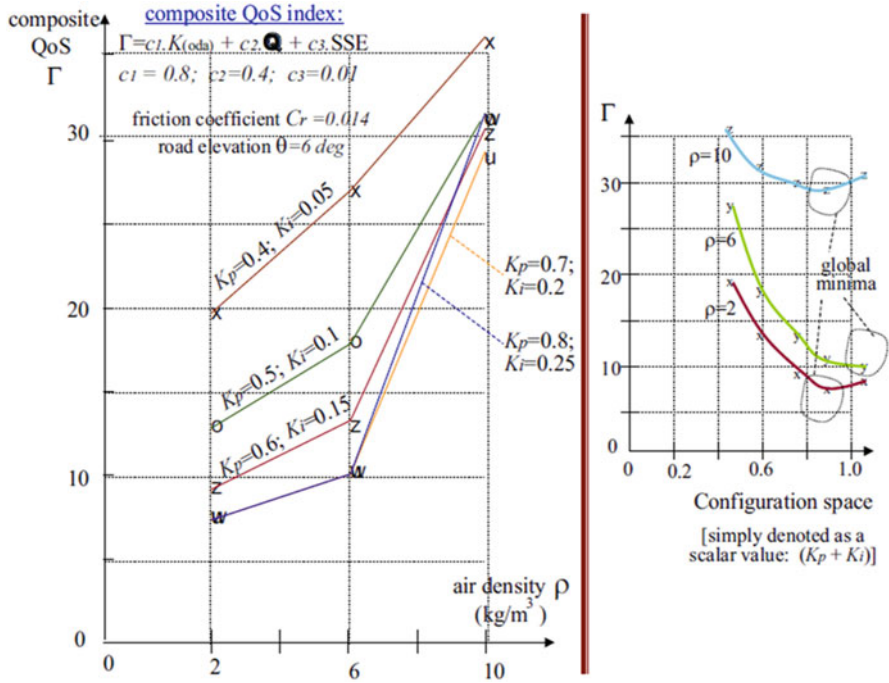 composite
QoS
Γ
composite QoS index:
Γ=c1.K(oda) + c2.Q + c3.SSE
c1 = 0.8; c2=0.4; c3=0.01
friction coefficient Cr =0.014
road elevation θ=6 deg
30
20
10
0
x
x
x
o
o
z
z
z
w
u
w
w
Kp=0.4; Ki=0.05
Kp=0.5; Ki=0.1
Kp=0.6; Ki=0.15
Kp=0.7;
Ki=0.2
Kp=0.8;
Ki=0.25
air density ρ
(kg/m³)
0
2
6
10
Γ
30
20
10
0
ρ=10
ρ=6
ρ=2
z
z
z
z
z
y
y
y
y
y
x
x
x
x
x
global
minima
0
0.2
0.6
1.0
Configuration space
[simply denoted as a
scalar value: (Kp + Ki)]